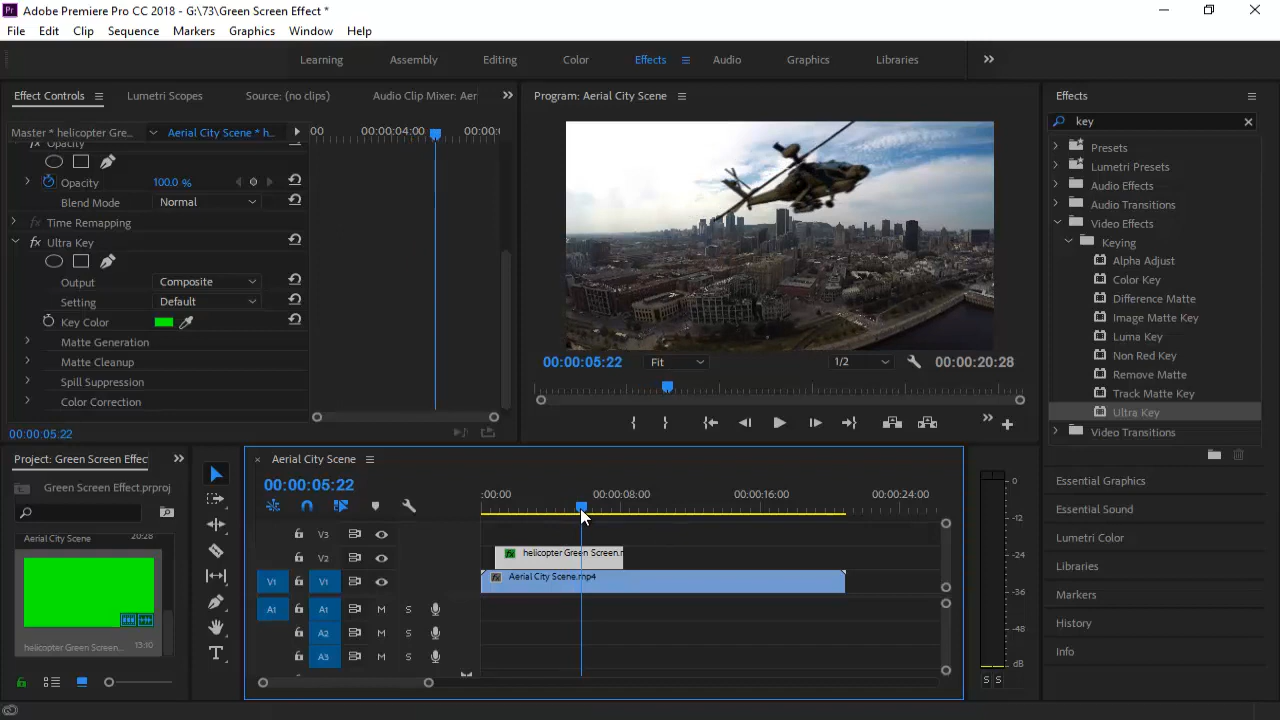 Pr Adobe Premiere Pro CC 2018 - G:\73\Green Screen Effect *
File Edit Clip Sequence Markers Graphics Window Help
Learning Assembly Editing Color Effects Audio Graphics Libraries
Effect Controls Lumetri Scopes Source: (no clips) Audio Clip Mixer: Aer
Master * helicopter Gre... Aerial City Scene * h...
:00 00:00:04:00 00:00:0
fx Opacity
Opacity 100.0 %
Blend Mode Normal
fx Time Remapping
fx Ultra Key
Output Composite
Setting Default
Key Color
Matte Generation
Matte Cleanup
Spill Suppression
Color Correction
00:00:05:22
Program: Aerial City Scene
00:00:05:22 Fit 1/2 00:00:20:28
Effects
key
Presets
Lumetri Presets
Audio Effects
Audio Transitions
Video Effects
Keying
Alpha Adjust
Color Key
Difference Matte
Image Matte Key
Luma Key
Non Red Key
Remove Matte
Track Matte Key
Ultra Key
Video Transitions
Essential Graphics
Essential Sound
Lumetri Color
Libraries
Markers
History
Info
Project: Green Screen Effec
Green Screen Effect.prproj
Aerial City Scene 20:28
helicopter Green Screen... 13:10
× Aerial City Scene
00:00:05:22
:00:00 00:00:08:00 00:00:16:00 00:00:24:00
V3
V2 fx helicopter Green Screen.r
V1 V1 fx Aerial City Scene.mp4
A1 A1 M S
A2 M S
A3 M S
0
-12
-24
-36
-48
dB
S S